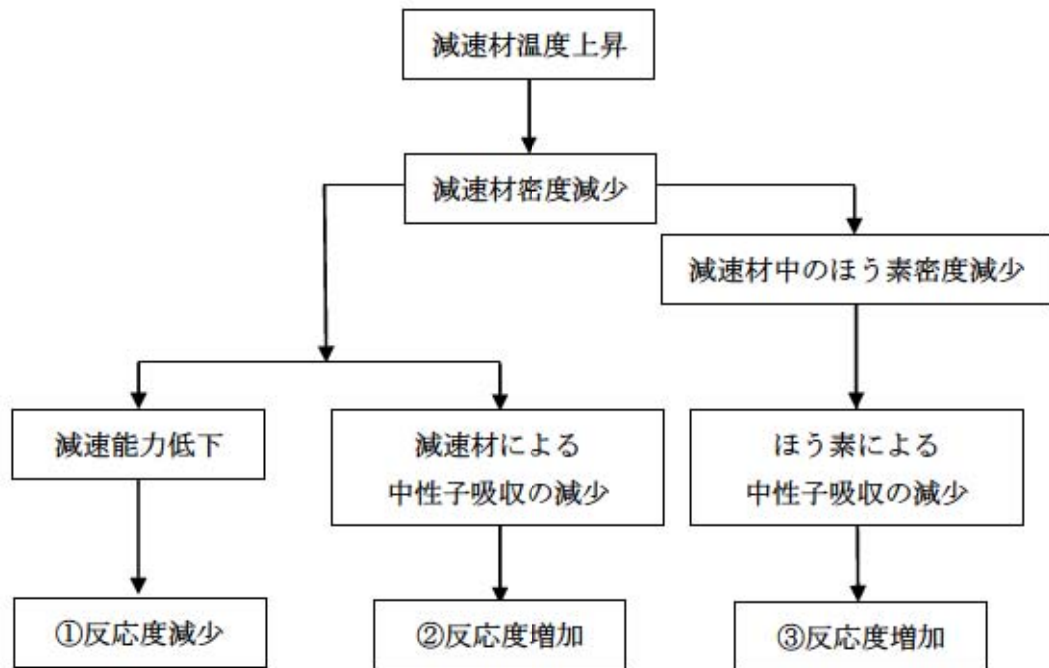 減速材温度上昇
減速材密度減少
減速材中のほう素密度減少
減速能力低下
減速材による
中性子吸収の減少
ほう素による
中性子吸収の減少
①反応度減少
②反応度増加
③反応度増加